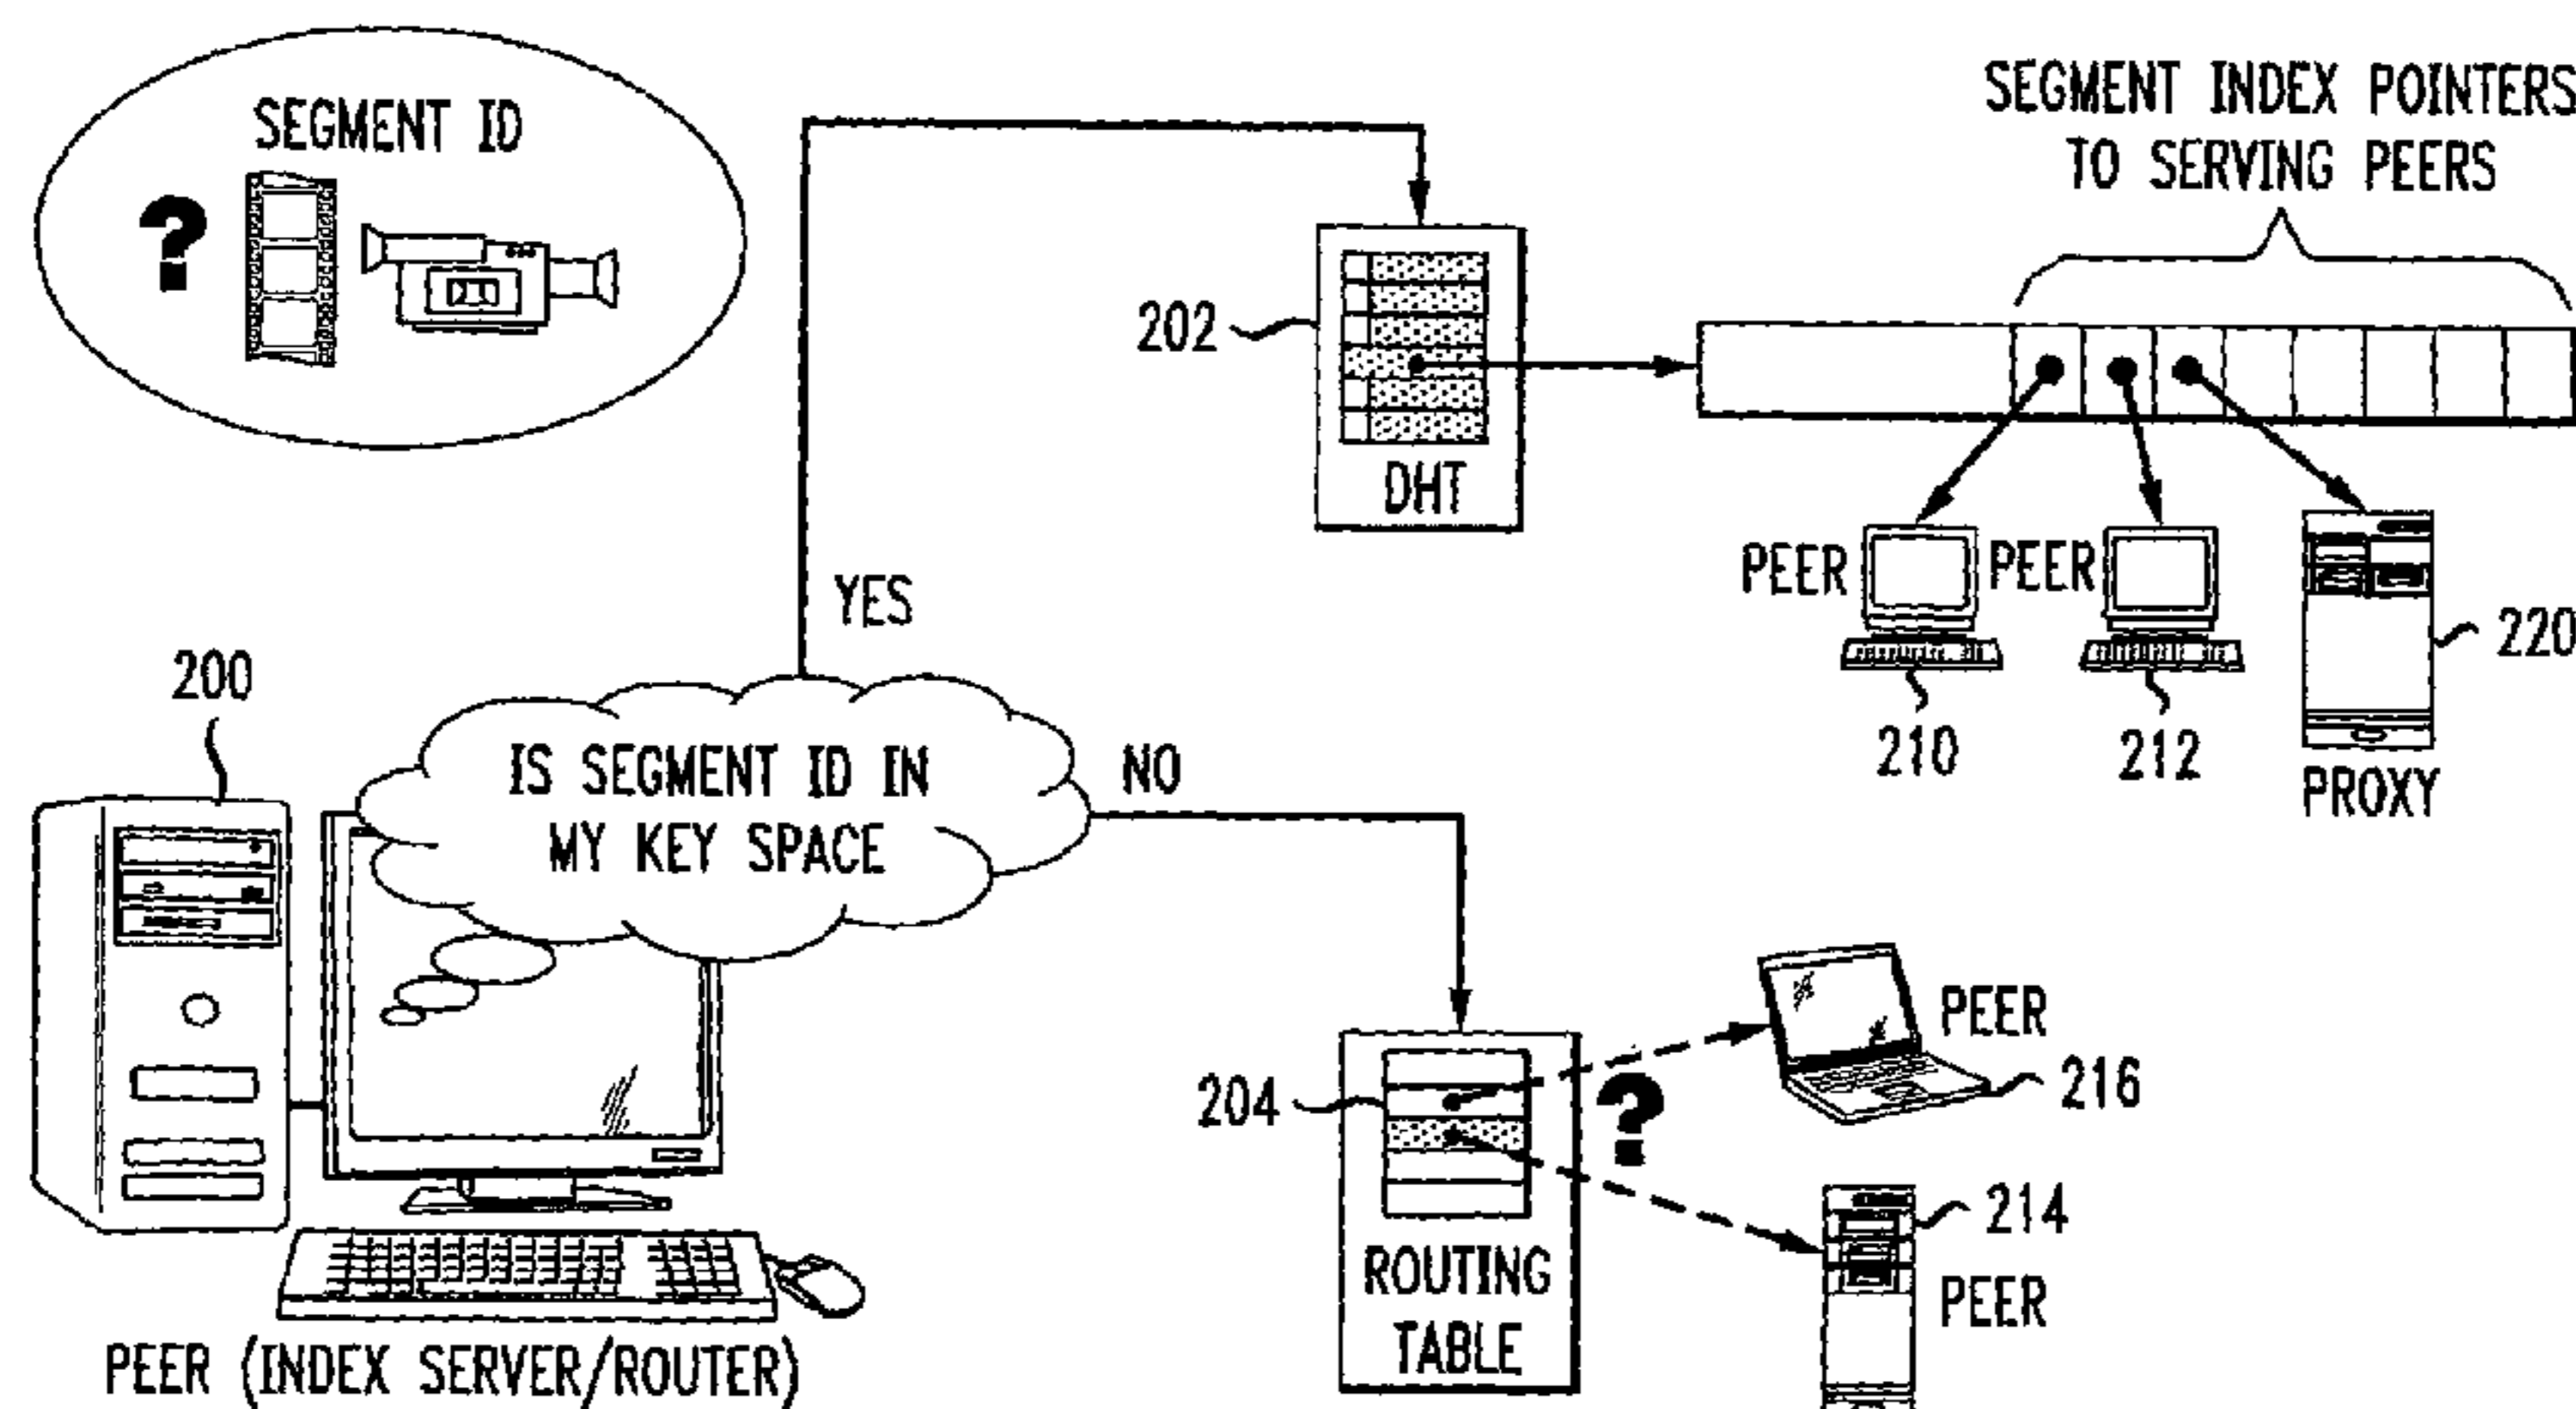 SEGMENT ID
?
SEGMENT INDEX POINTERS
TO SERVING PEERS
202
DHT
YES
PEER
PEER
220
210
212
PROXY
200
IS SEGMENT ID IN
MY KEY SPACE
NO
204
?
PEER
216
214
PEER
ROUTING
TABLE
PEER (INDEX SERVER/ROUTER)